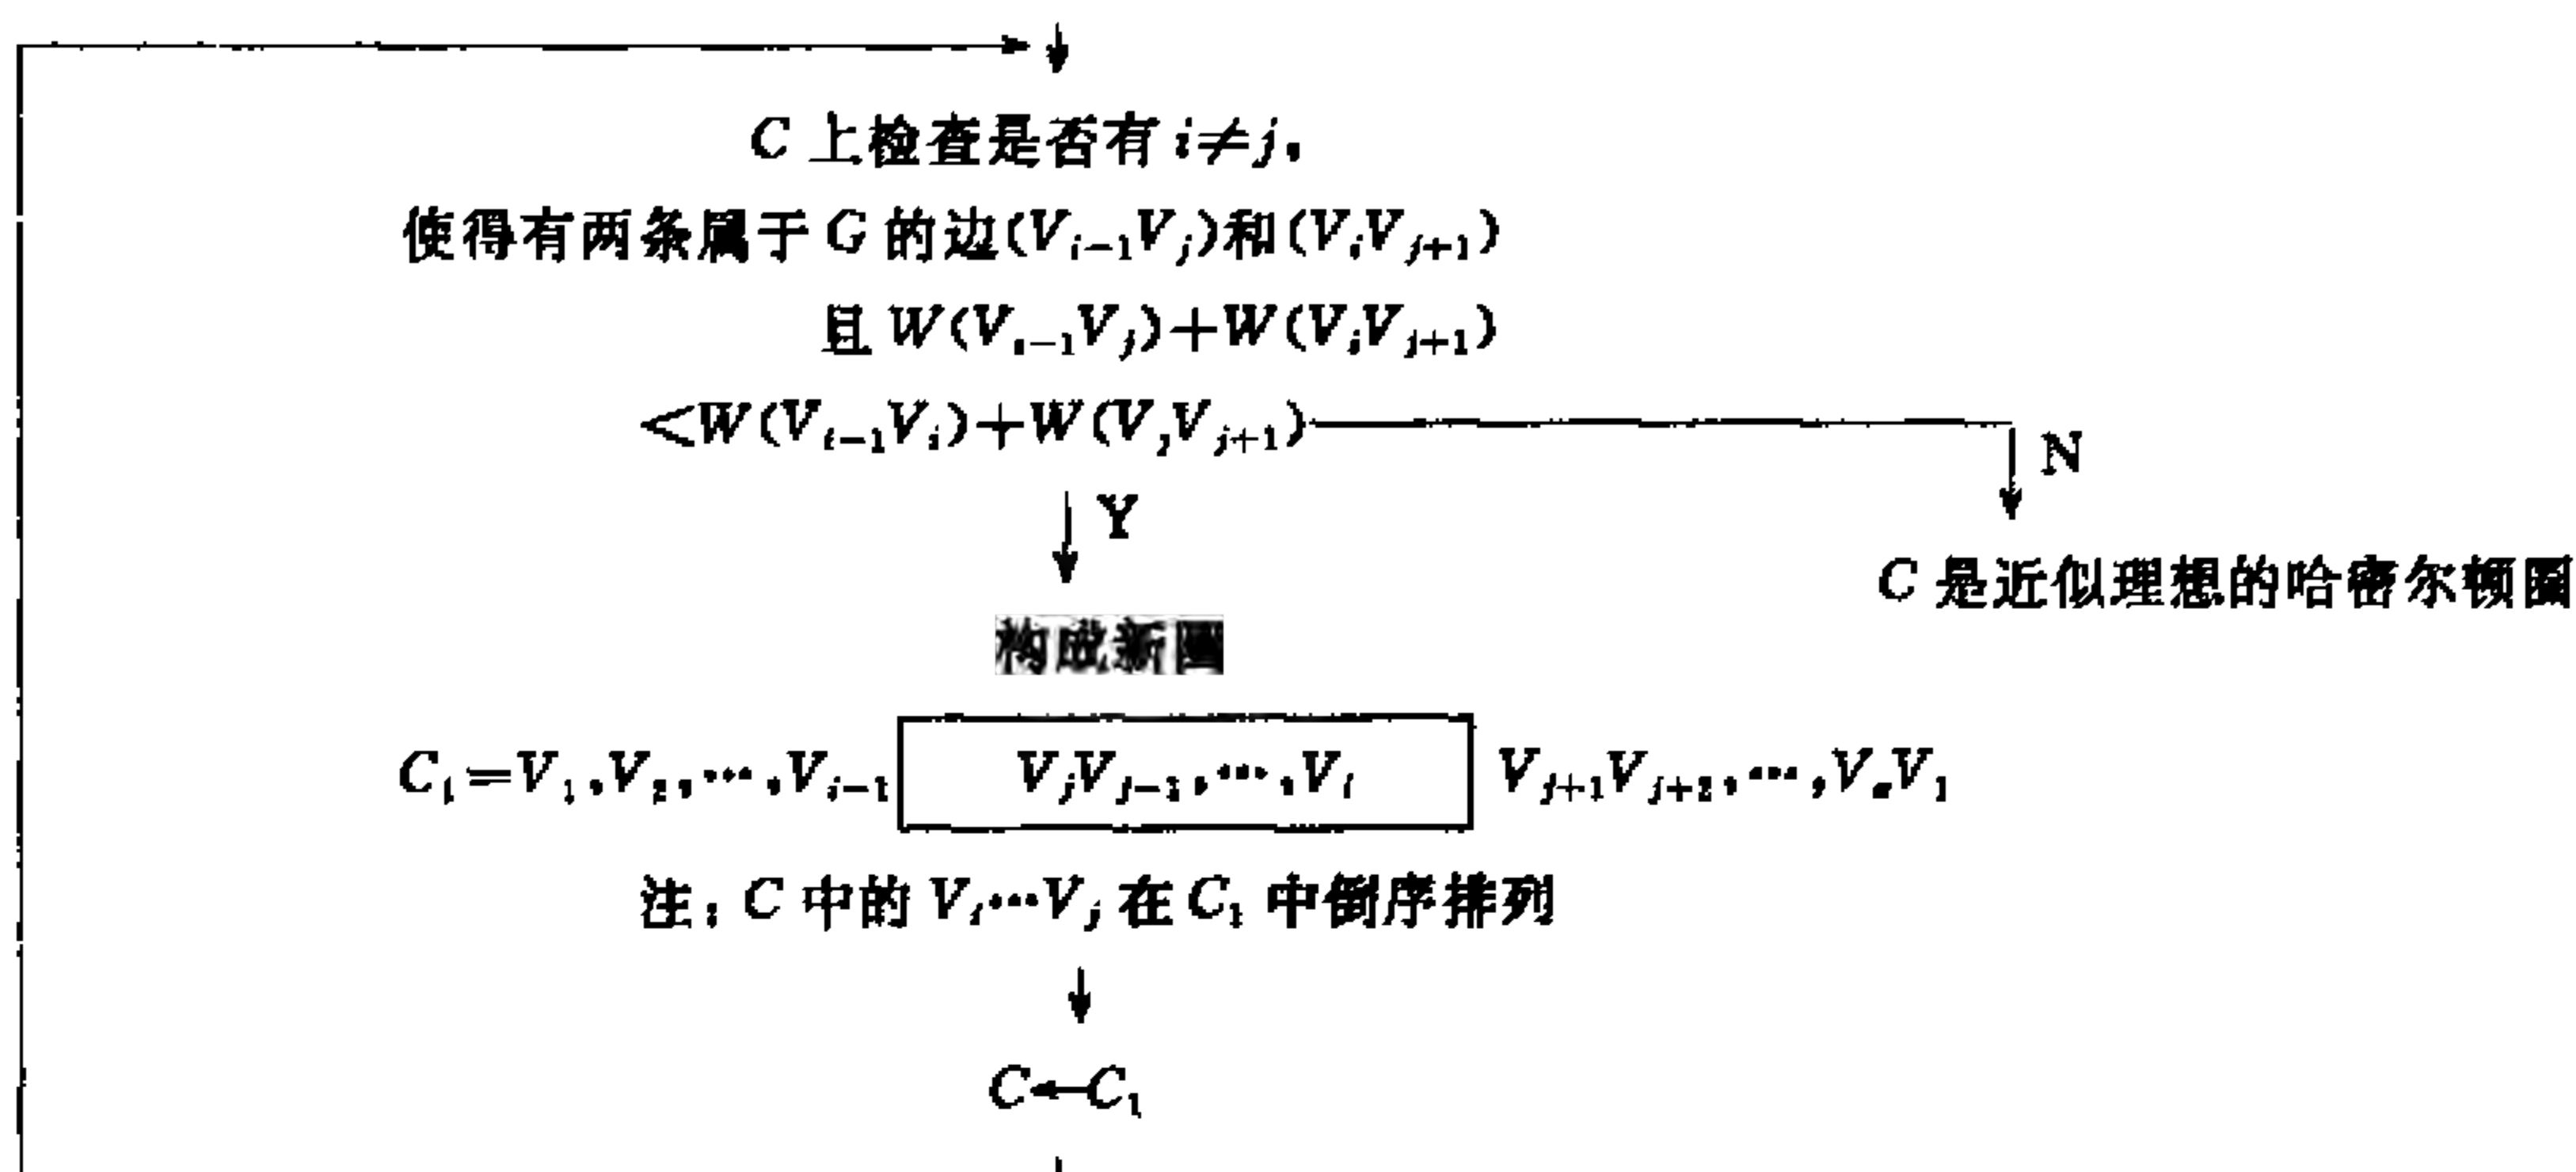 C 上检查是否有 i≠j,
使得有两条属于 G 的边(V_{i-1}V_j)和(V_iV_{j+1})
且 W(V_{i-1}V_j)+W(V_iV_{j+1})
<W(V_{i-1}V_i)+W(V_jV_{j+1})
N
Y
C 是近似理想的哈密尔顿圈
构成新圈
C_1=V_1,V_2,…,V_{i-1} V_jV_{j-1},…,V_i V_{j+1}V_{j+2},…,V_nV_1
注:C 中的 V_i…V_j 在 C_1 中倒序排列
C←C_1